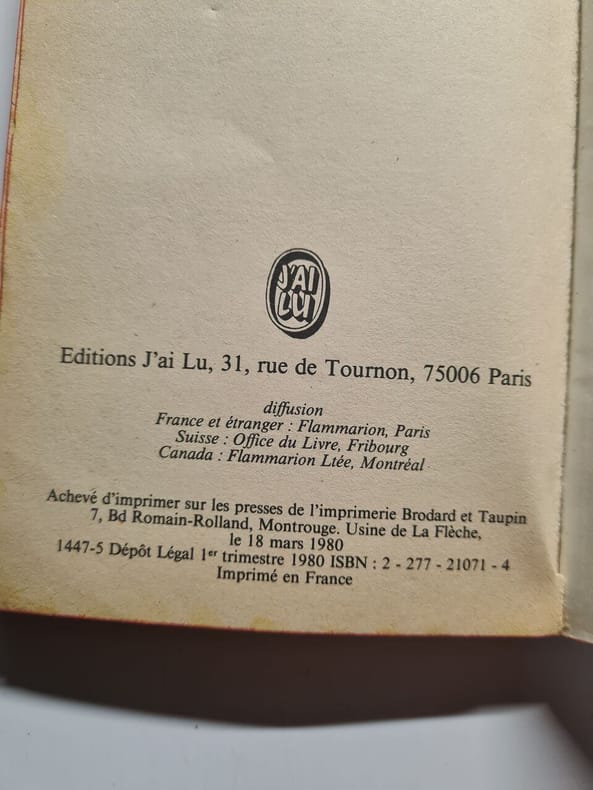 J'AI
LU
Editions J'ai Lu, 31, rue de Tournon, 75006 Paris
diffusion
France et étranger : Flammarion, Paris
Suisse : Office du Livre, Fribourg
Canada : Flammarion Ltée, Montréal
Achevé d'imprimer sur les presses de l'imprimerie Brodard et Taupin
7, Bd Romain-Rolland, Montrouge. Usine de La Flèche,
le 18 mars 1980
1447-5 Dépôt Légal 1er trimestre 1980 ISBN : 2 - 277 - 21071 - 4
Imprimé en France